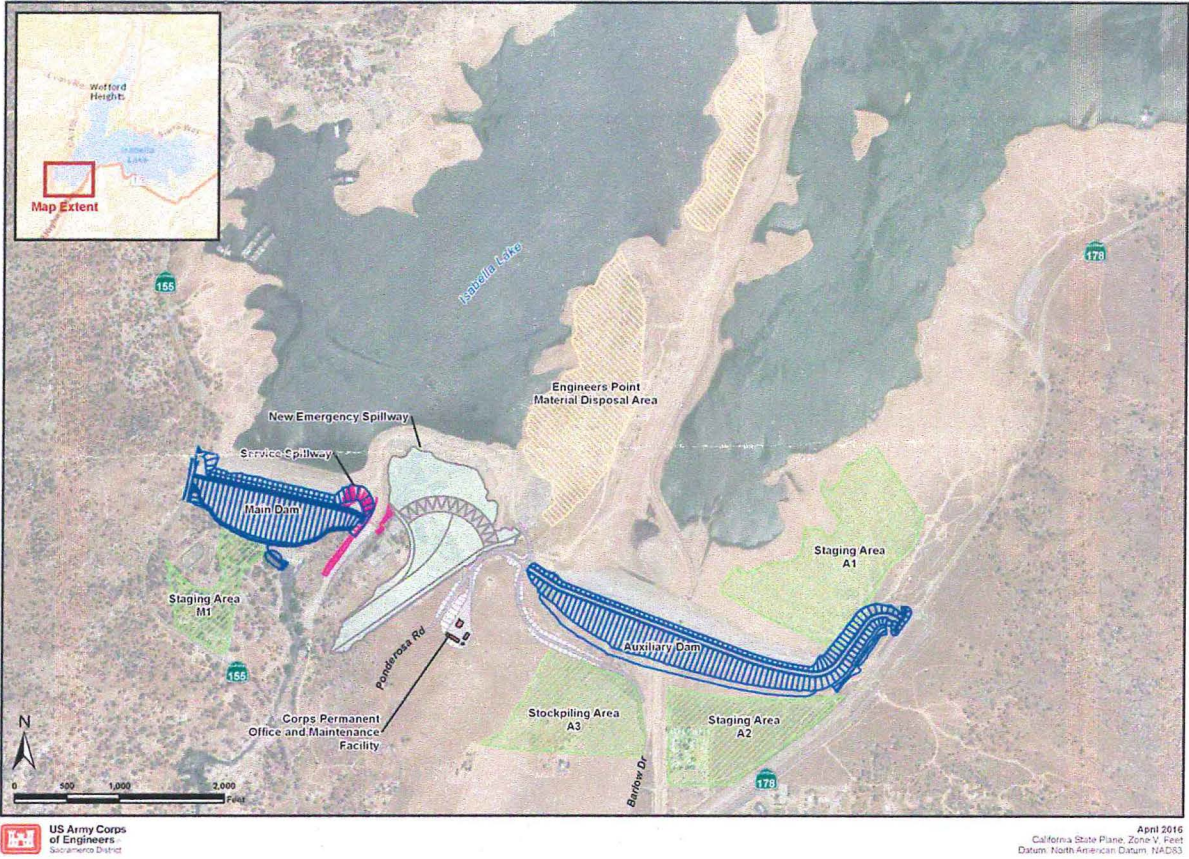 Wofford
Heights
Isabella
Lake
Map Extent
155
178
Isabella Lake
Engineers Point
Material Disposal Area
New Emergency Spillway
Service Spillway
Main Dam
Staging Area
A1
Staging Area
M1
Auxiliary Dam
Ponderosa Rd
155
Stockpiling Area
A3
Staging Area
A2
Corps Permanent
Office and Maintenance
Facility
Barlow Dr
178
N
0 500 1,000 2,000
Feet
US Army Corps
of Engineers
Sacramento District
April 2016
California State Plane, Zone V, Feet
Datum: North American Datum, NAD83